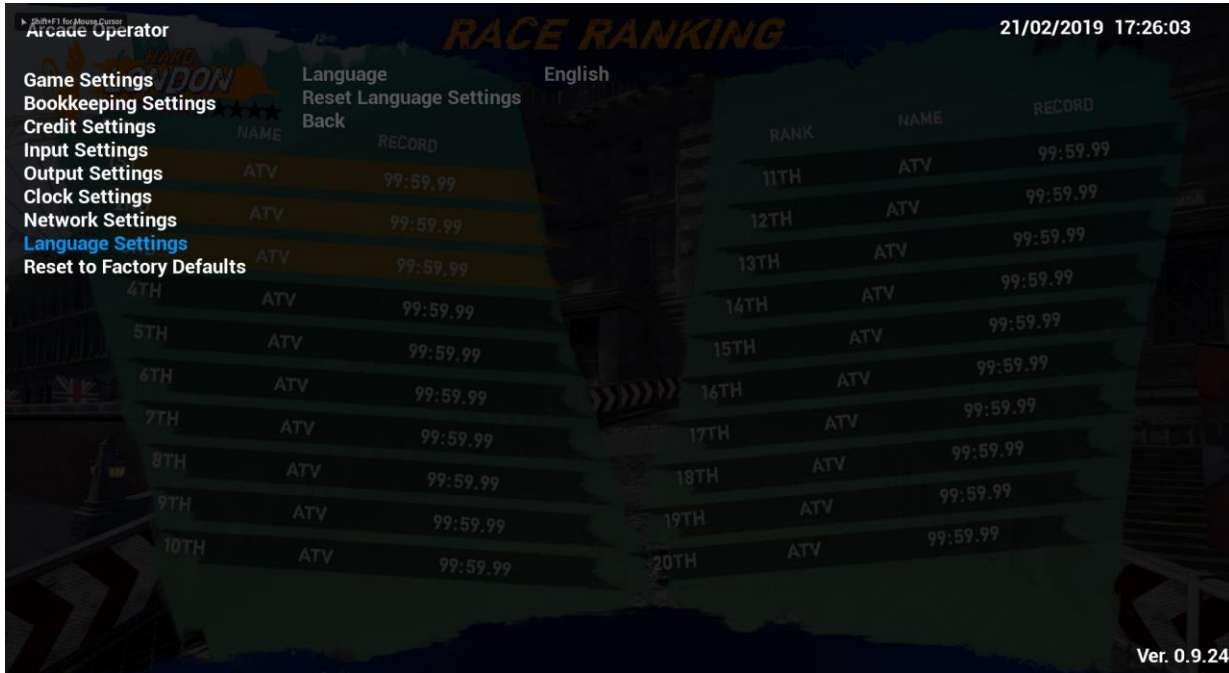 Shift+F1 for Mouse Cursor
Arcade Operator
21/02/2019 17:26:03
Game Settings
Bookkeeping Settings
Credit Settings
Input Settings
Output Settings
Clock Settings
Network Settings
Language Settings
Reset to Factory Defaults
Language English
Reset Language Settings
Back
RACE RANKING
HARD
LONDON
NAME RECORD
ATV 99:59.99
ATV 99:59.99
ATV 99:59.99
4TH ATV 99:59.99
5TH ATV 99:59.99
6TH ATV 99:59.99
7TH ATV 99:59.99
8TH ATV 99:59.99
9TH ATV 99:59.99
10TH ATV 99:59.99
RANK NAME RECORD
11TH ATV 99:59.99
12TH ATV 99:59.99
13TH ATV 99:59.99
14TH ATV 99:59.99
15TH ATV 99:59.99
16TH ATV 99:59.99
17TH ATV 99:59.99
18TH ATV 99:59.99
19TH ATV 99:59.99
20TH ATV 99:59.99
Ver. 0.9.24